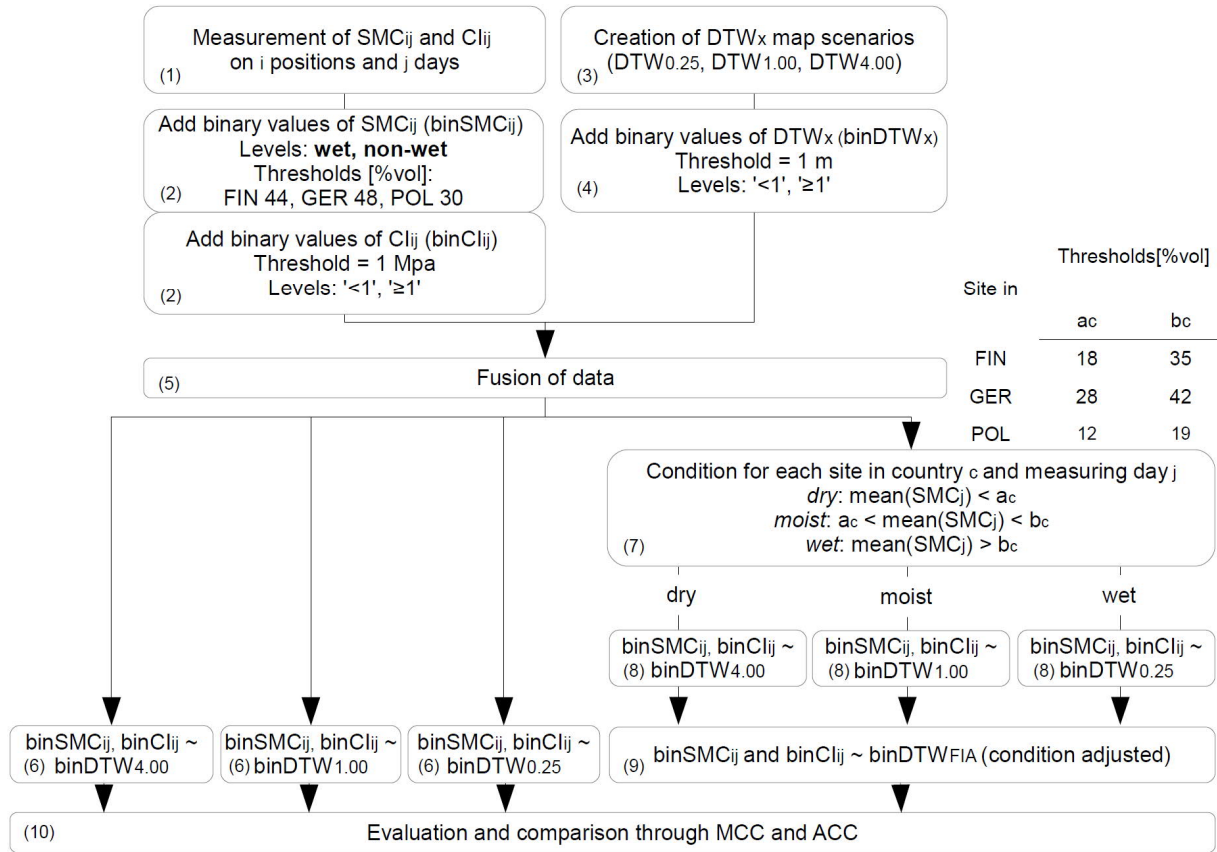 Measurement of SMCij and CIij
on i positions and j days
(1)
Creation of DTWx map scenarios
(DTW0.25, DTW1.00, DTW4.00)
(3)
Add binary values of SMCij (binSMCij)
Levels: wet, non-wet
Thresholds [%vol]:
(2)
FIN 44, GER 48, POL 30
Add binary values of DTWx (binDTWx)
Threshold = 1 m
(4)
Levels: '<1', '≥1'
Add binary values of CIij (binCIij)
Threshold = 1 Mpa
(2)
Levels: '<1', '≥1'
Thresholds[%vol]
Site in
ac bc
FIN 18 35
GER 28 42
POL 12 19
(5) Fusion of data
Condition for each site in country c and measuring day j
dry: mean(SMCj) < ac
moist: ac < mean(SMCj) < bc
(7) wet: mean(SMCj) > bc
dry moist wet
binSMCij, binCIij ~
(8) binDTW4.00
binSMCij, binCIij ~
(8) binDTW1.00
binSMCij, binCIij ~
(8) binDTW0.25
binSMCij, binCIij ~
(6) binDTW4.00
binSMCij, binCIij ~
(6) binDTW1.00
binSMCij, binCIij ~
(6) binDTW0.25
(9) binSMCij and binCIij ~ binDTWFIA (condition adjusted)
(10) Evaluation and comparison through MCC and ACC